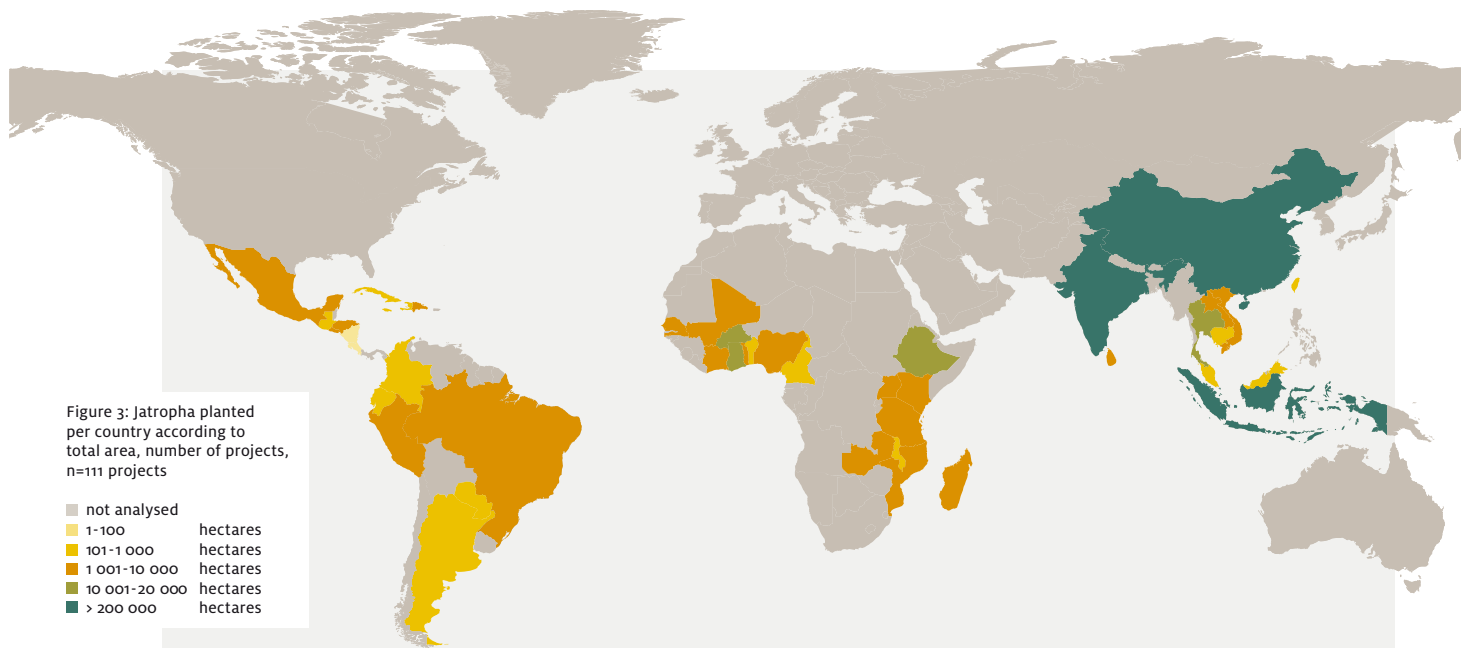 Figure 3: Jatropha planted
per country according to
total area, number of projects,
n=111 projects
not analysed
1-100 hectares
101-1 000 hectares
1 001-10 000 hectares
10 001-20 000 hectares
> 200 000 hectares